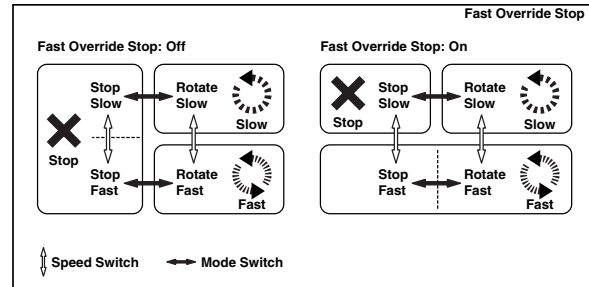 Fast Override Stop
Fast Override Stop: Off
Stop
Slow
Rotate
Slow
Slow
Stop
Stop
Fast
Rotate
Fast
Fast
Fast Override Stop: On
Stop
Stop
Slow
Rotate
Slow
Slow
Stop
Fast
Rotate
Fast
Fast
Speed Switch
Mode Switch